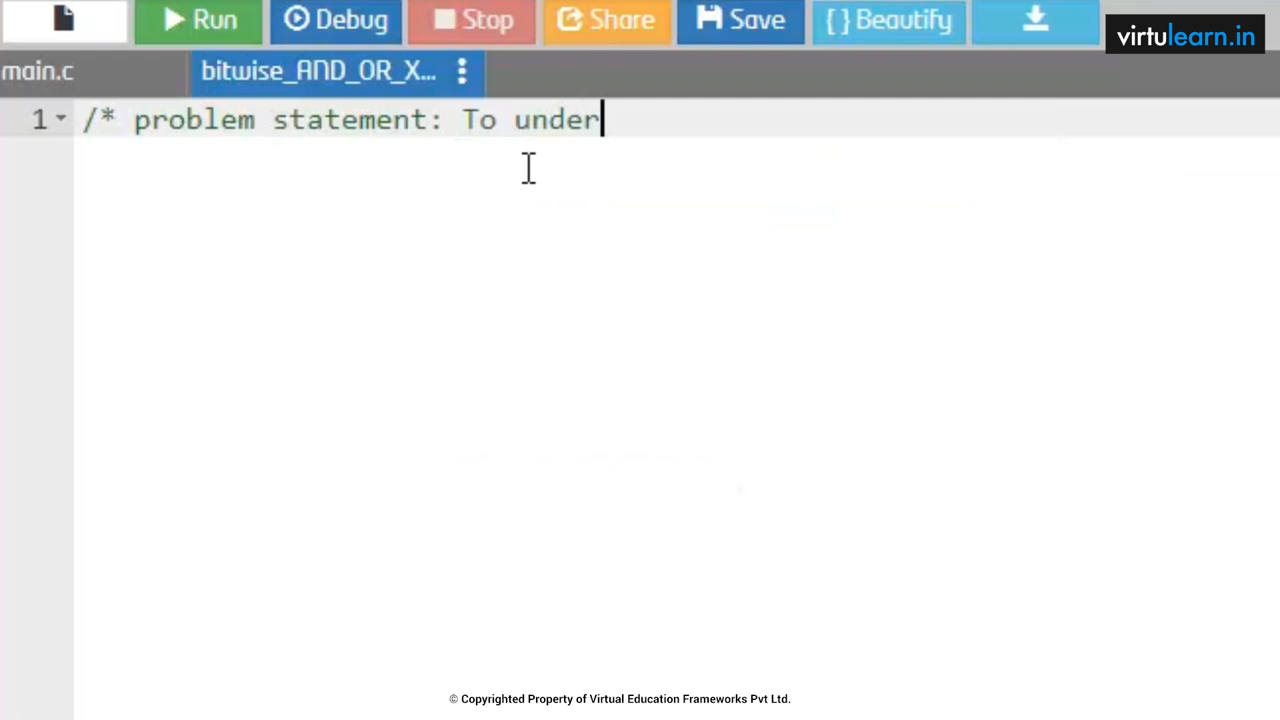 Run Debug Stop Share Save { } Beautify
virtulearn.in
main.c bitwise_AND_OR_X...
1 /* problem statement: To under
© Copyrighted Property of Virtual Education Frameworks Pvt Ltd.